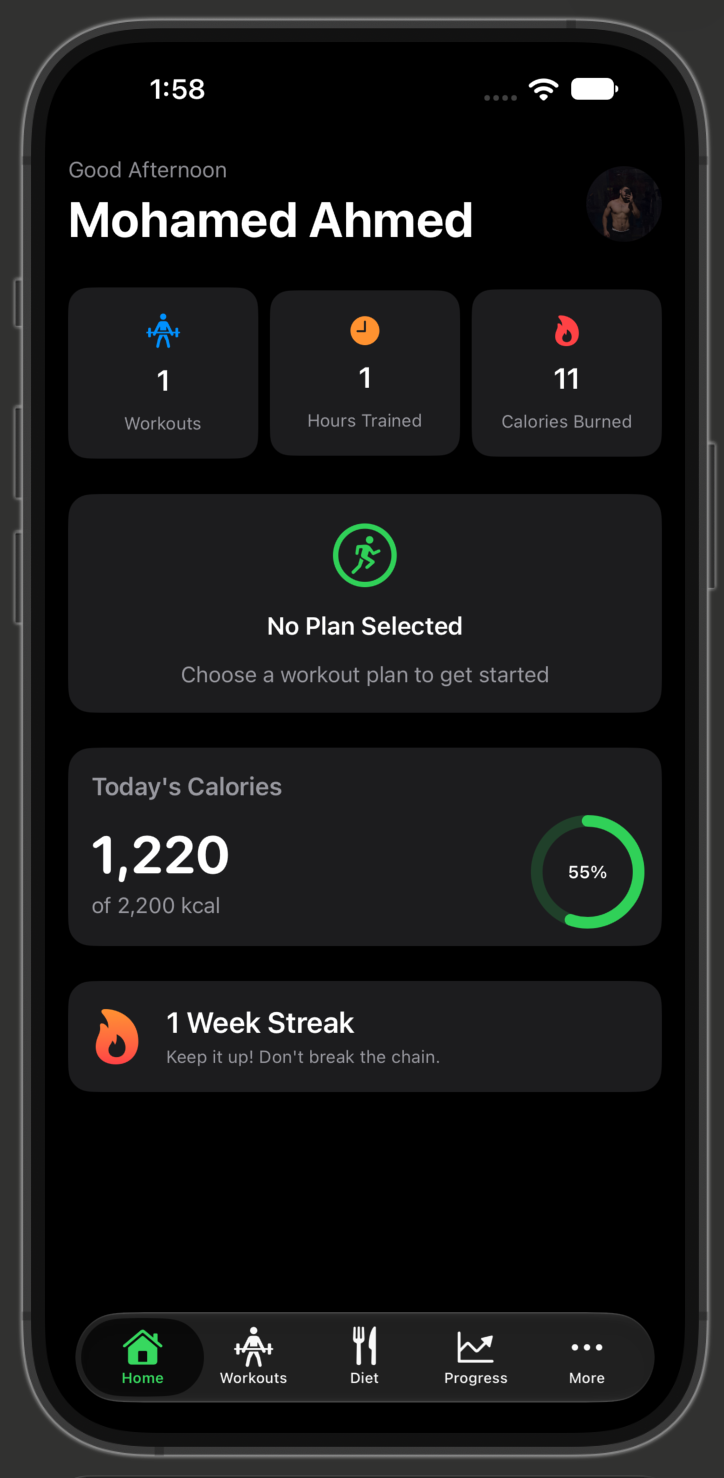 1:58
Good Afternoon
Mohamed Ahmed
1
Workouts
1
Hours Trained
11
Calories Burned
No Plan Selected
Choose a workout plan to get started
Today's Calories
1,220
of 2,200 kcal
55%
1 Week Streak
Keep it up! Don't break the chain.
Home
Workouts
Diet
Progress
More